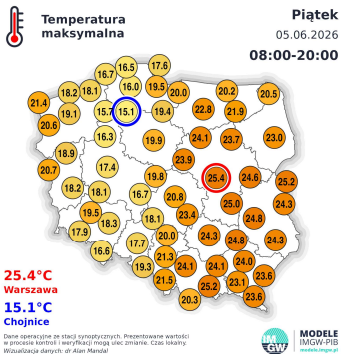 Temperatura
maksymalna
Piątek
05.06.2026
08:00-20:00
16.5 17.6
16.7
18.2 18.1 16.0 19.5 20.0 20.2 20.5
21.4 19.1 15.7 15.1 19.4 22.8 21.9
20.6
16.3 19.9 24.1 23.7 23.0
18.9 23.9
20.7 17.4 19.8 25.4 24.6 25.2
18.2 18.1 16.7 20.8 25.0 24.3
19.5 18.3 18.1 23.4 24.8
17.9 17.7 20.0 24.3 24.8 24.3
16.6 21.3
19.3 24.1 24.1 24.0
21.5 25.2 23.1 23.6
20.3 23.6
25.4°C
Warszawa
15.1°C
Chojnice
Dane operacyjne ze stacji synoptycznych. Prezentowane wartości
w procesie kontroli i weryfikacji mogą ulec zmianie. Czas lokalny.
Wizualizacja danych: dr Alan Mandal
IMGW
MODELE
IMGW-PIB
modele.imgw.pl